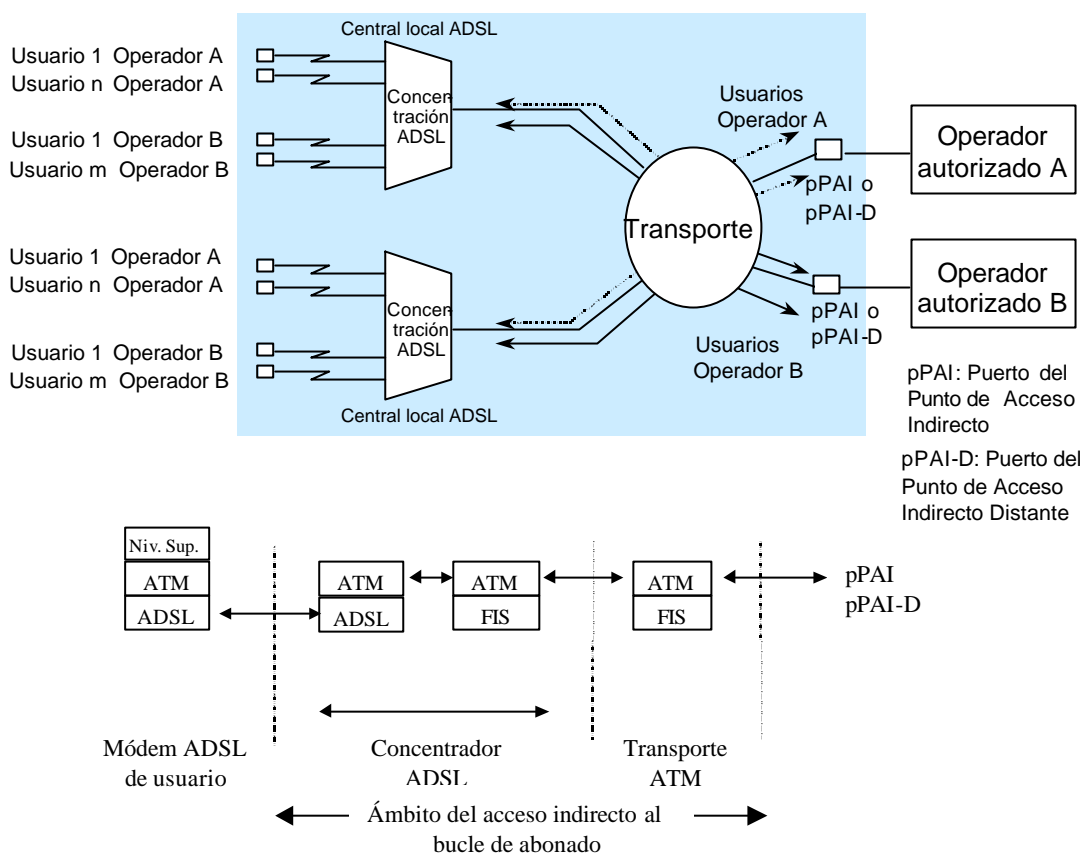 Central local ADSL
Usuario 1 Operador A
Usuario n Operador A
Usuario 1 Operador B
Usuario m Operador B
Concen-
tración
ADSL
Usuarios
Operador A
pPAI o
pPAI-D
Operador
autorizado A
Transporte
Usuario 1 Operador A
Usuario n Operador A
Usuario 1 Operador B
Usuario m Operador B
Concen-
tración
ADSL
Central local ADSL
pPAI o
pPAI-D
Usuarios
Operador B
Operador
autorizado B
pPAI: Puerto del
Punto de Acceso
Indirecto
pPAI-D: Puerto del
Punto de Acceso
Indirecto Distante
Niv. Sup.
ATM
ADSL
ATM
ADSL
ATM
FIS
ATM
FIS
pPAI
pPAI-D
Módem ADSL
de usuario
Concentrador
ADSL
Transporte
ATM
Ámbito del acceso indirecto al
bucle de abonado